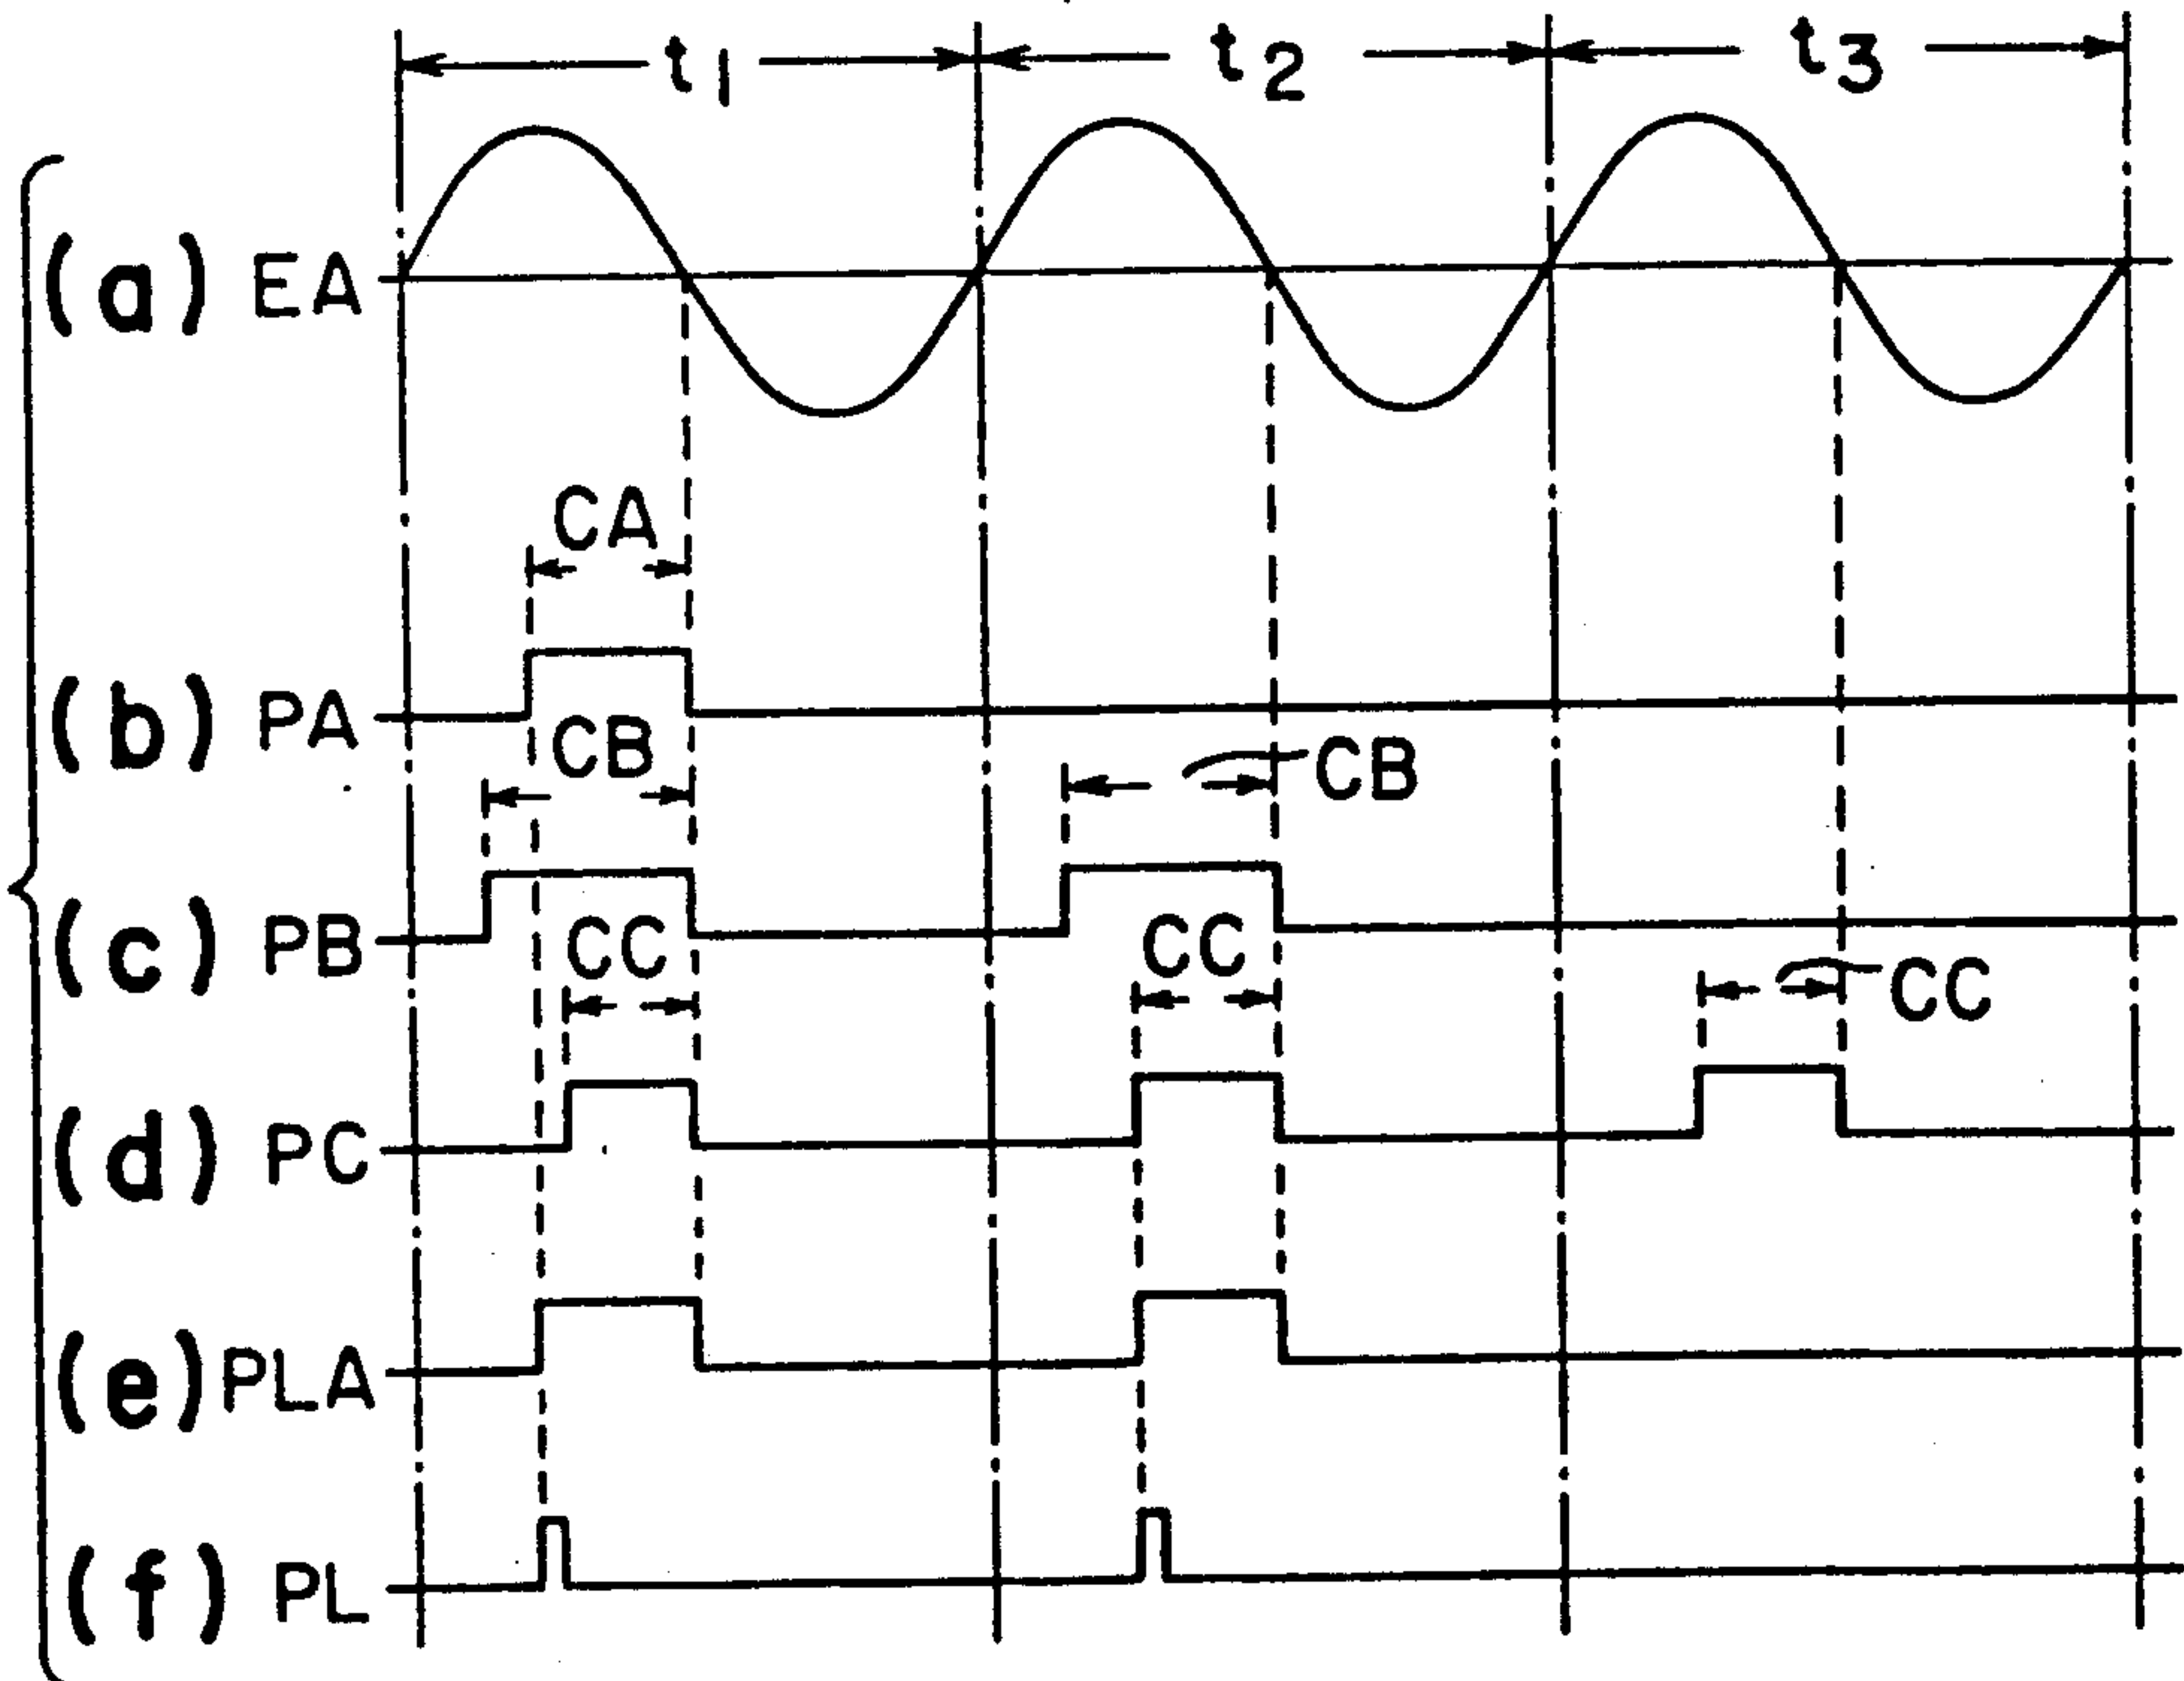 t1 t2 t3
(a) EA
CA
(b) PA
CB CB
(c) PB
CC CC CC
(d) PC
(e) PLA
(f) PL